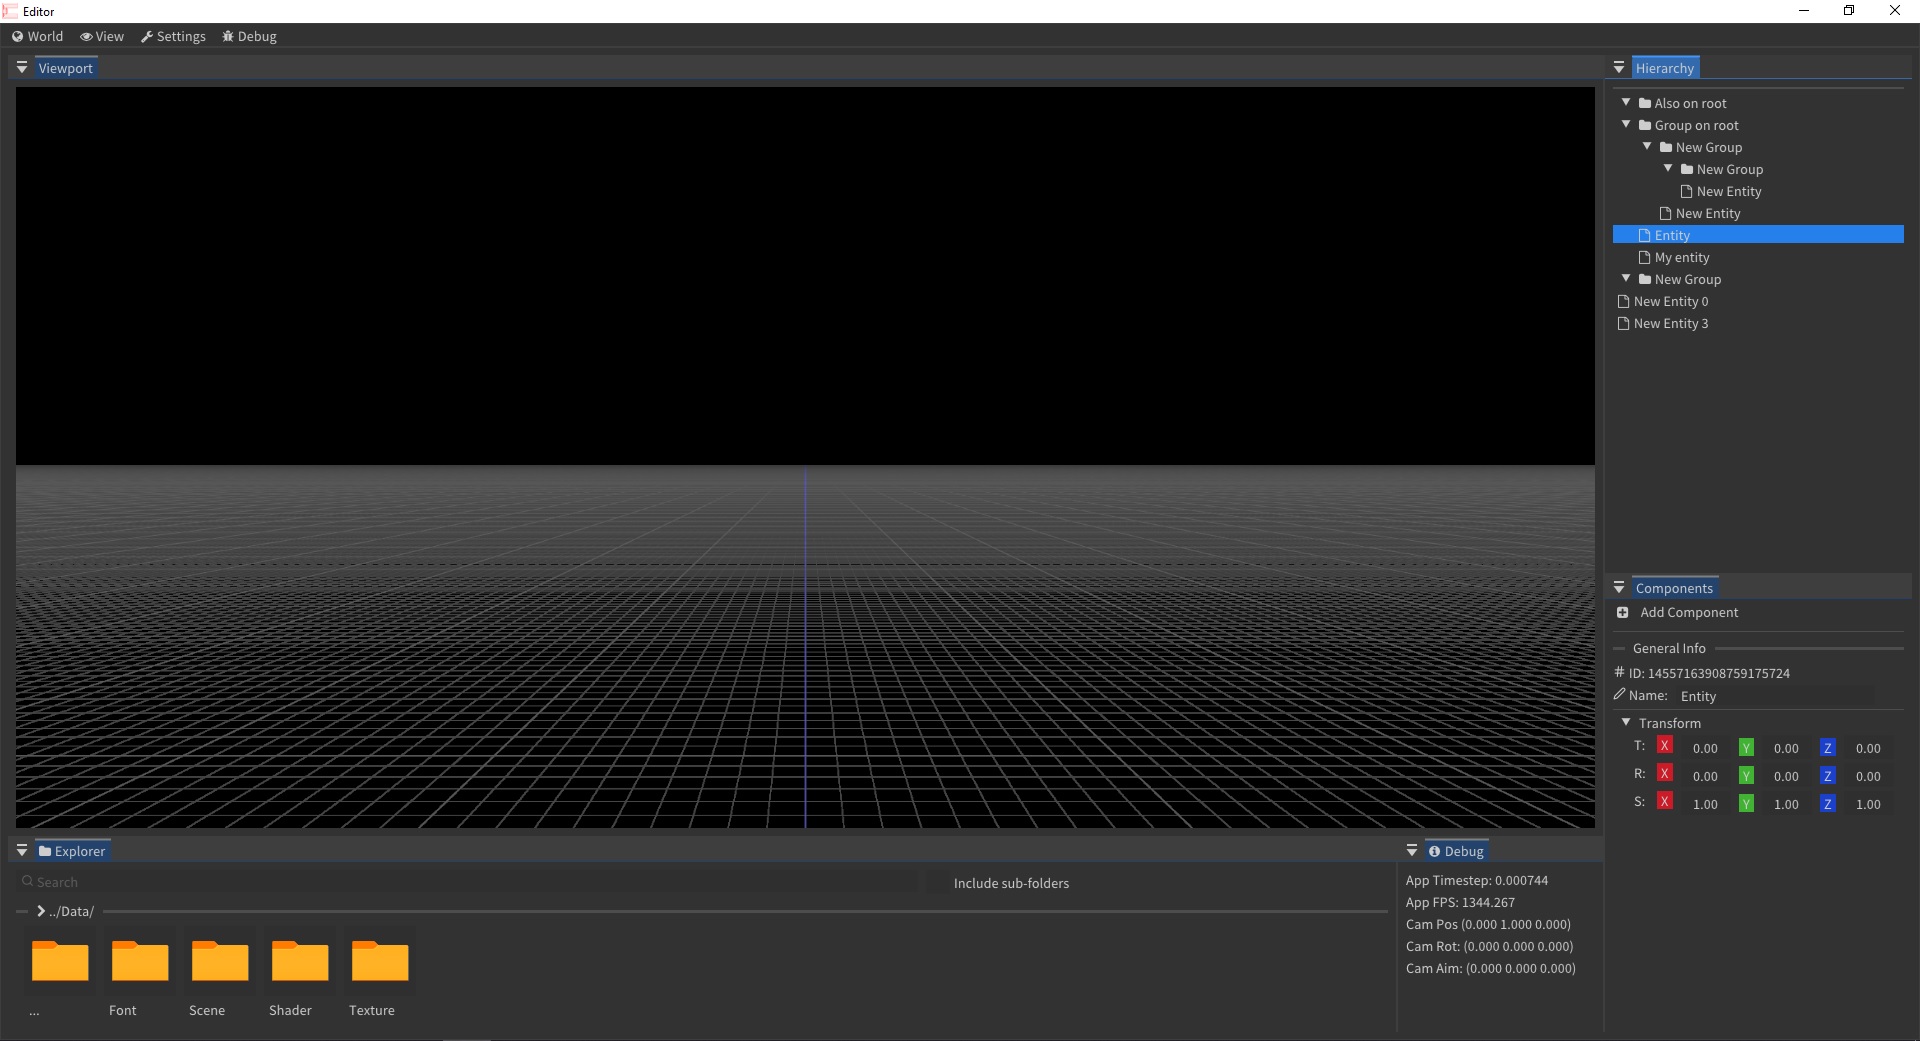 Editor
World View Settings Debug
Viewport
Hierarchy
Also on root
Group on root
New Group
New Group
New Entity
New Entity
Entity
My entity
New Group
New Entity 0
New Entity 3
Components
Add Component
General Info
# ID: 14557163908759175724
Name: Entity
Transform
T: X 0.00 Y 0.00 Z 0.00
R: X 0.00 Y 0.00 Z 0.00
S: X 1.00 Y 1.00 Z 1.00
Explorer
Search
Include sub-folders
../Data/
...
Font
Scene
Shader
Texture
Debug
App Timestep: 0.000744
App FPS: 1344.267
Cam Pos (0.000 1.000 0.000)
Cam Rot: (0.000 0.000 0.000)
Cam Aim: (0.000 0.000 0.000)